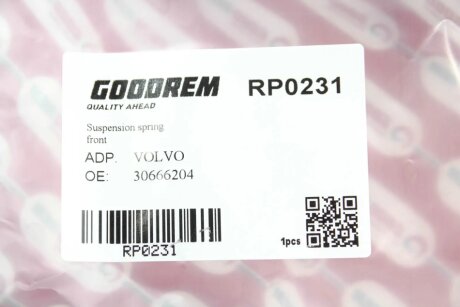 GOODREM RP0231
QUALITY AHEAD
Suspension spring
front
ADP. VOLVO
OE: 30666204
1pcs
RP0231